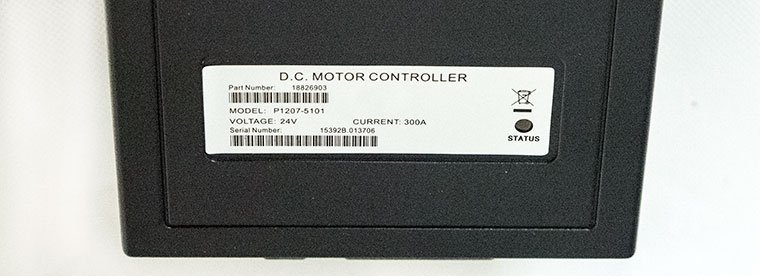 D.C. MOTOR CONTROLLER
Part Number: 18826903
MODEL: P1207-5101
VOLTAGE: 24V CURRENT: 300A
Serial Number: 15392B.013706
STATUS